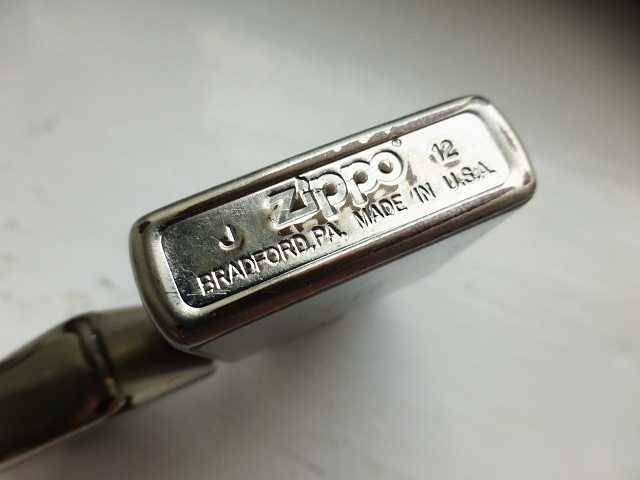 J Zippo® 12
BRADFORD, PA. MADE IN U.S.A.